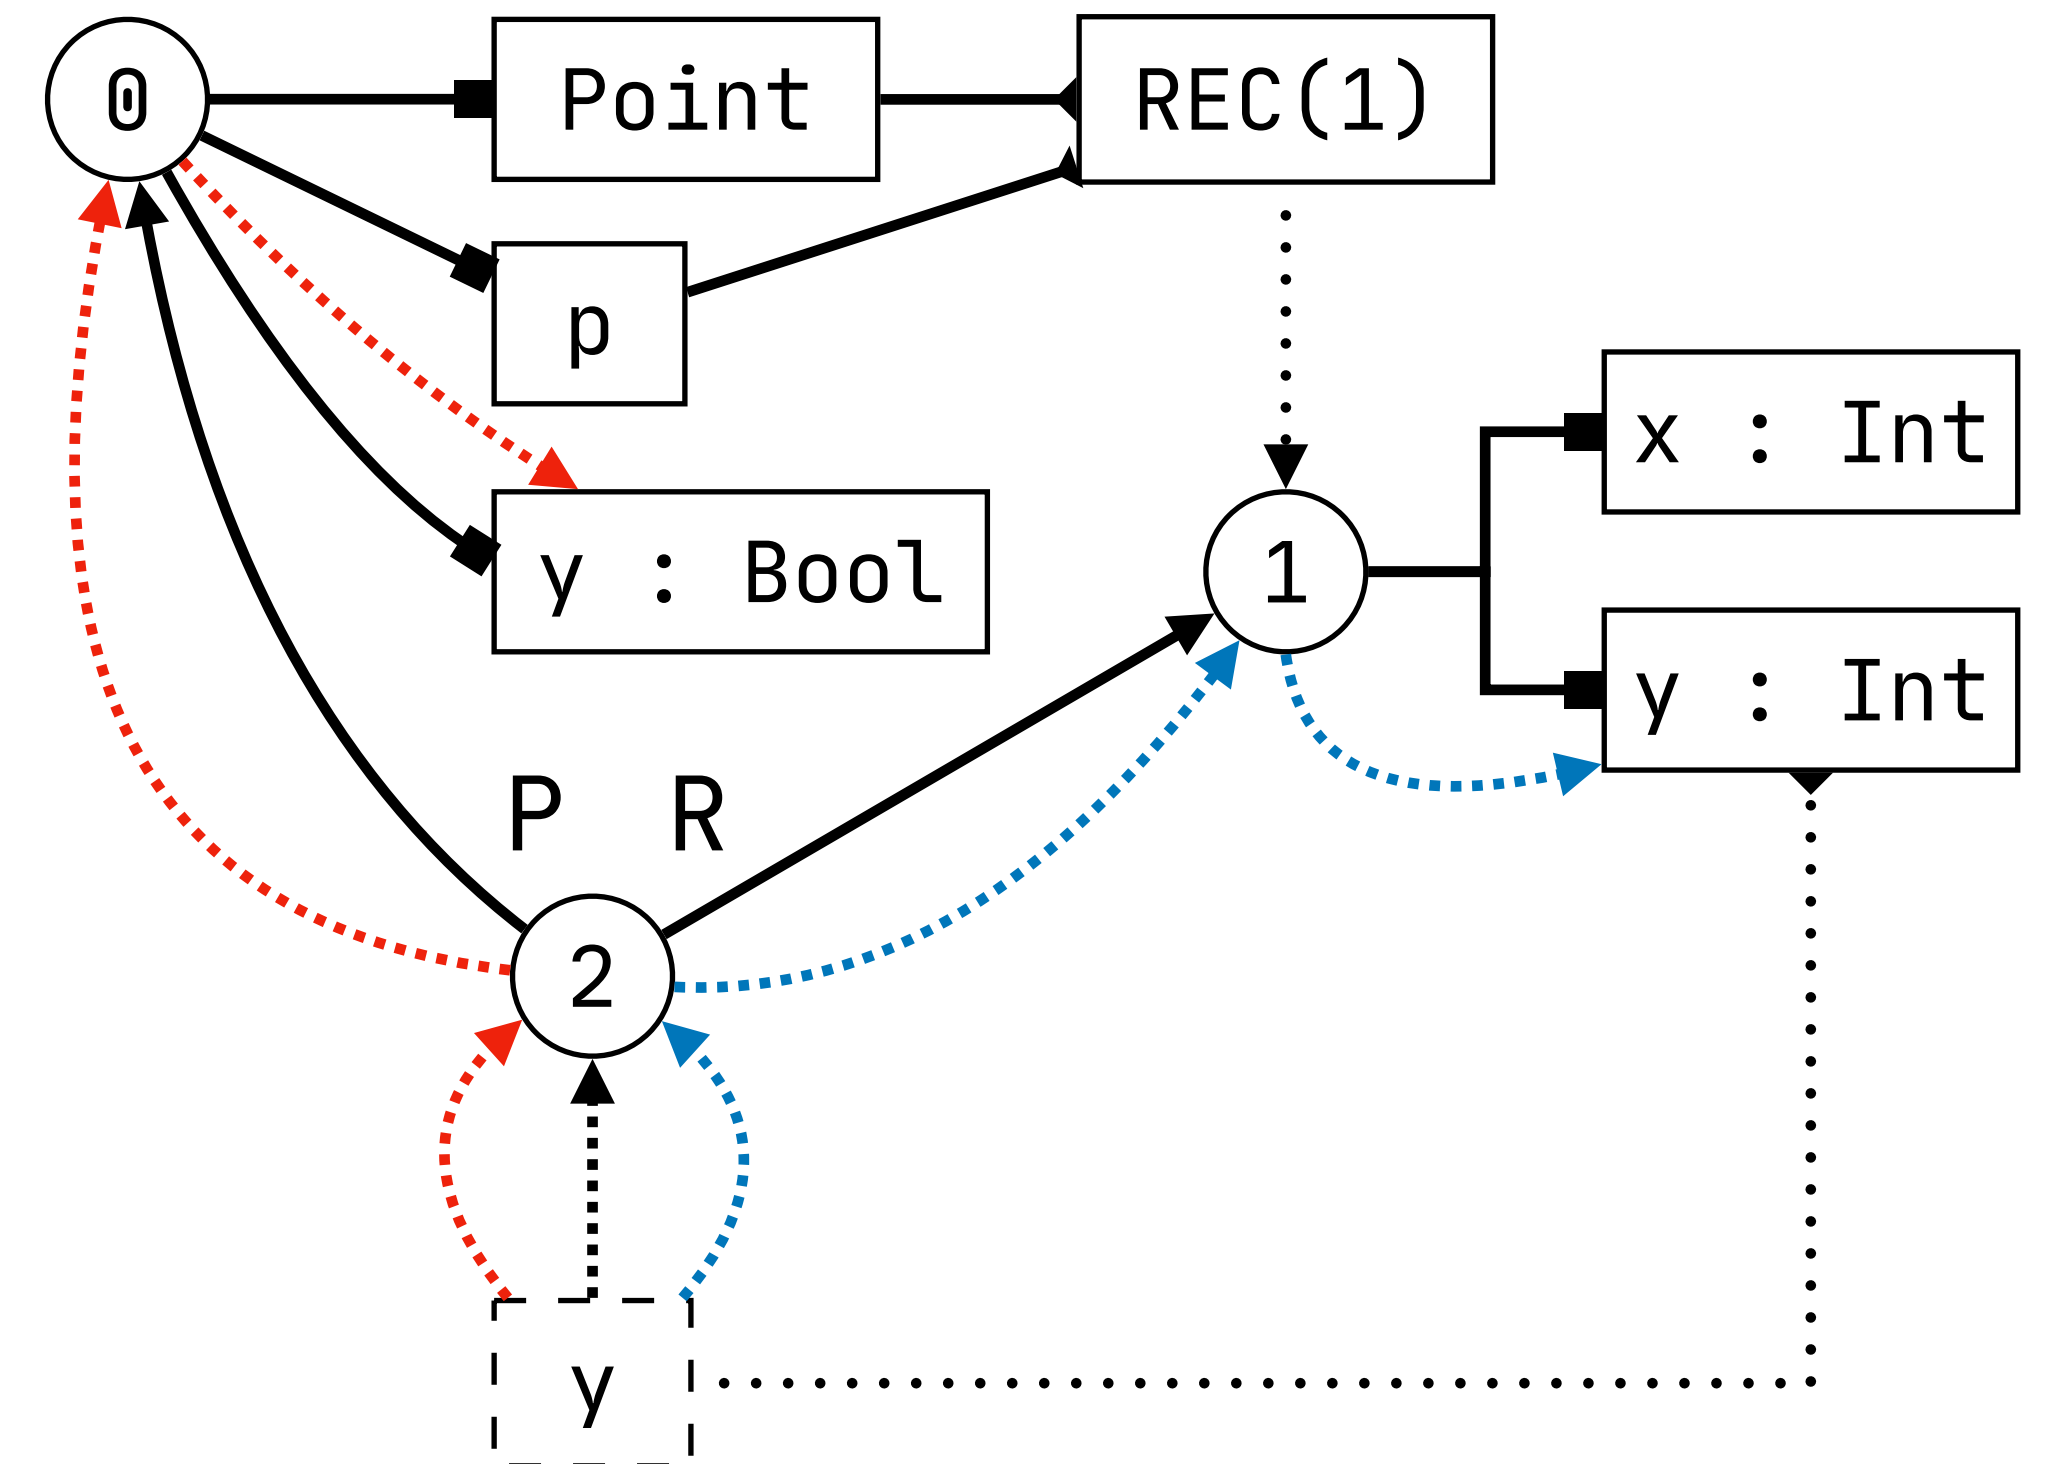 0
Point
REC(1)
p
x : Int
y : Bool
1
y : Int
P
R
2
y